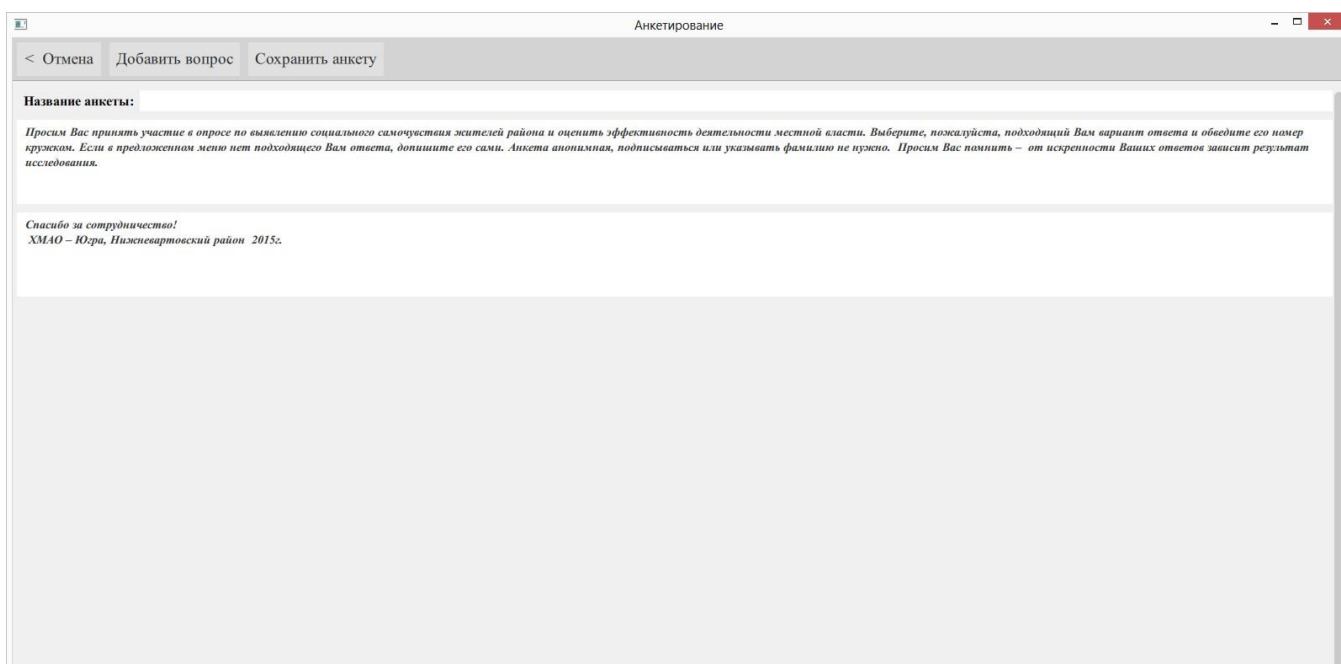 Анкетирование
< Отмена Добавить вопрос Сохранить анкету
Название анкеты:
Просим Вас принять участие в опросе по выявлению социального самочувствия жителей района и оценить эффективность деятельности местной власти. Выберите, пожалуйста, подходящий Вам вариант ответа и обведите его номер
кружком. Если в предложенном меню нет подходящего Вам ответа, допишите его сами. Анкета анонимная, подписываться или указывать фамилию не нужно. Просим Вас помнить – от искренности Ваших ответов зависит результат
исследования.
Спасибо за сотрудничество!
ХМАО – Югра, Нижневартовский район 2015г.